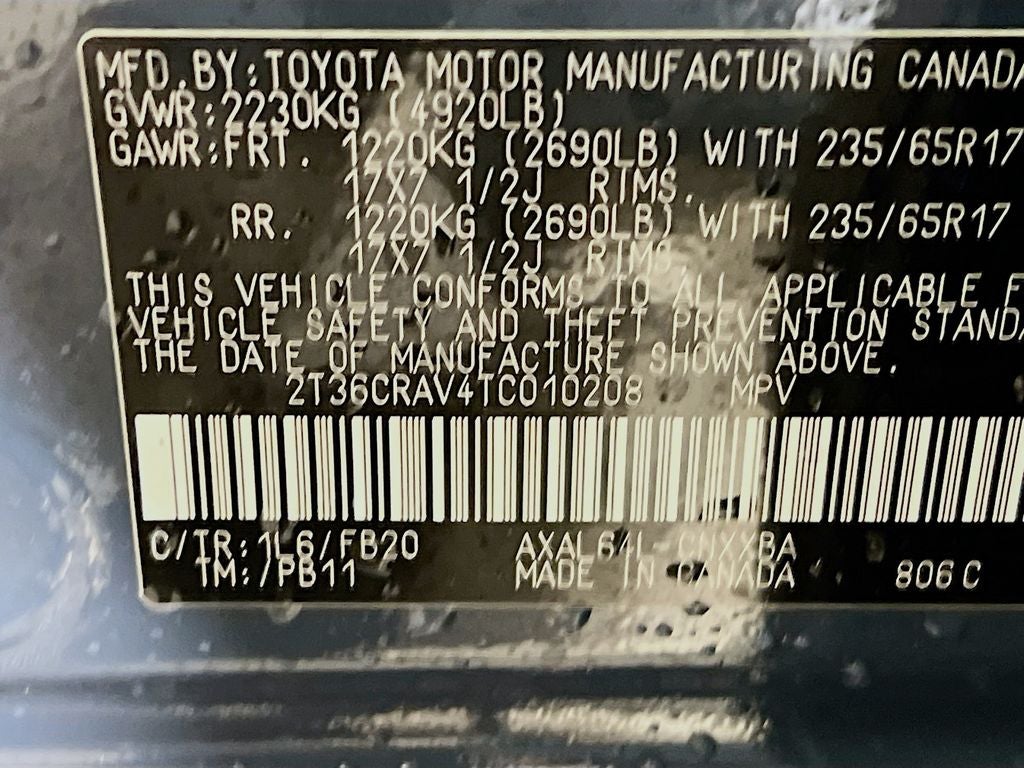 MFD.BY:TOYOTA MOTOR MANUFACTURING CANADA
GVWR:2230KG (4920LB)
GAWR:FRT. 1220KG (2690LB) WITH 235/65R17
17X7 1/2J RIMS.
RR. 1220KG (2690LB) WITH 235/65R17
17X7 1/2J RIMS.
THIS VEHICLE CONFORMS TO ALL APPLICABLE F
VEHICLE SAFETY AND THEFT PREVENTION STANDA
THE DATE OF MANUFACTURE SHOWN ABOVE.
2T36CRAV4TC010208 MPV
C/TR:1L6/FB20 AXAL64L-CNXXBA
TM:/PB11 MADE IN CANADA 806C